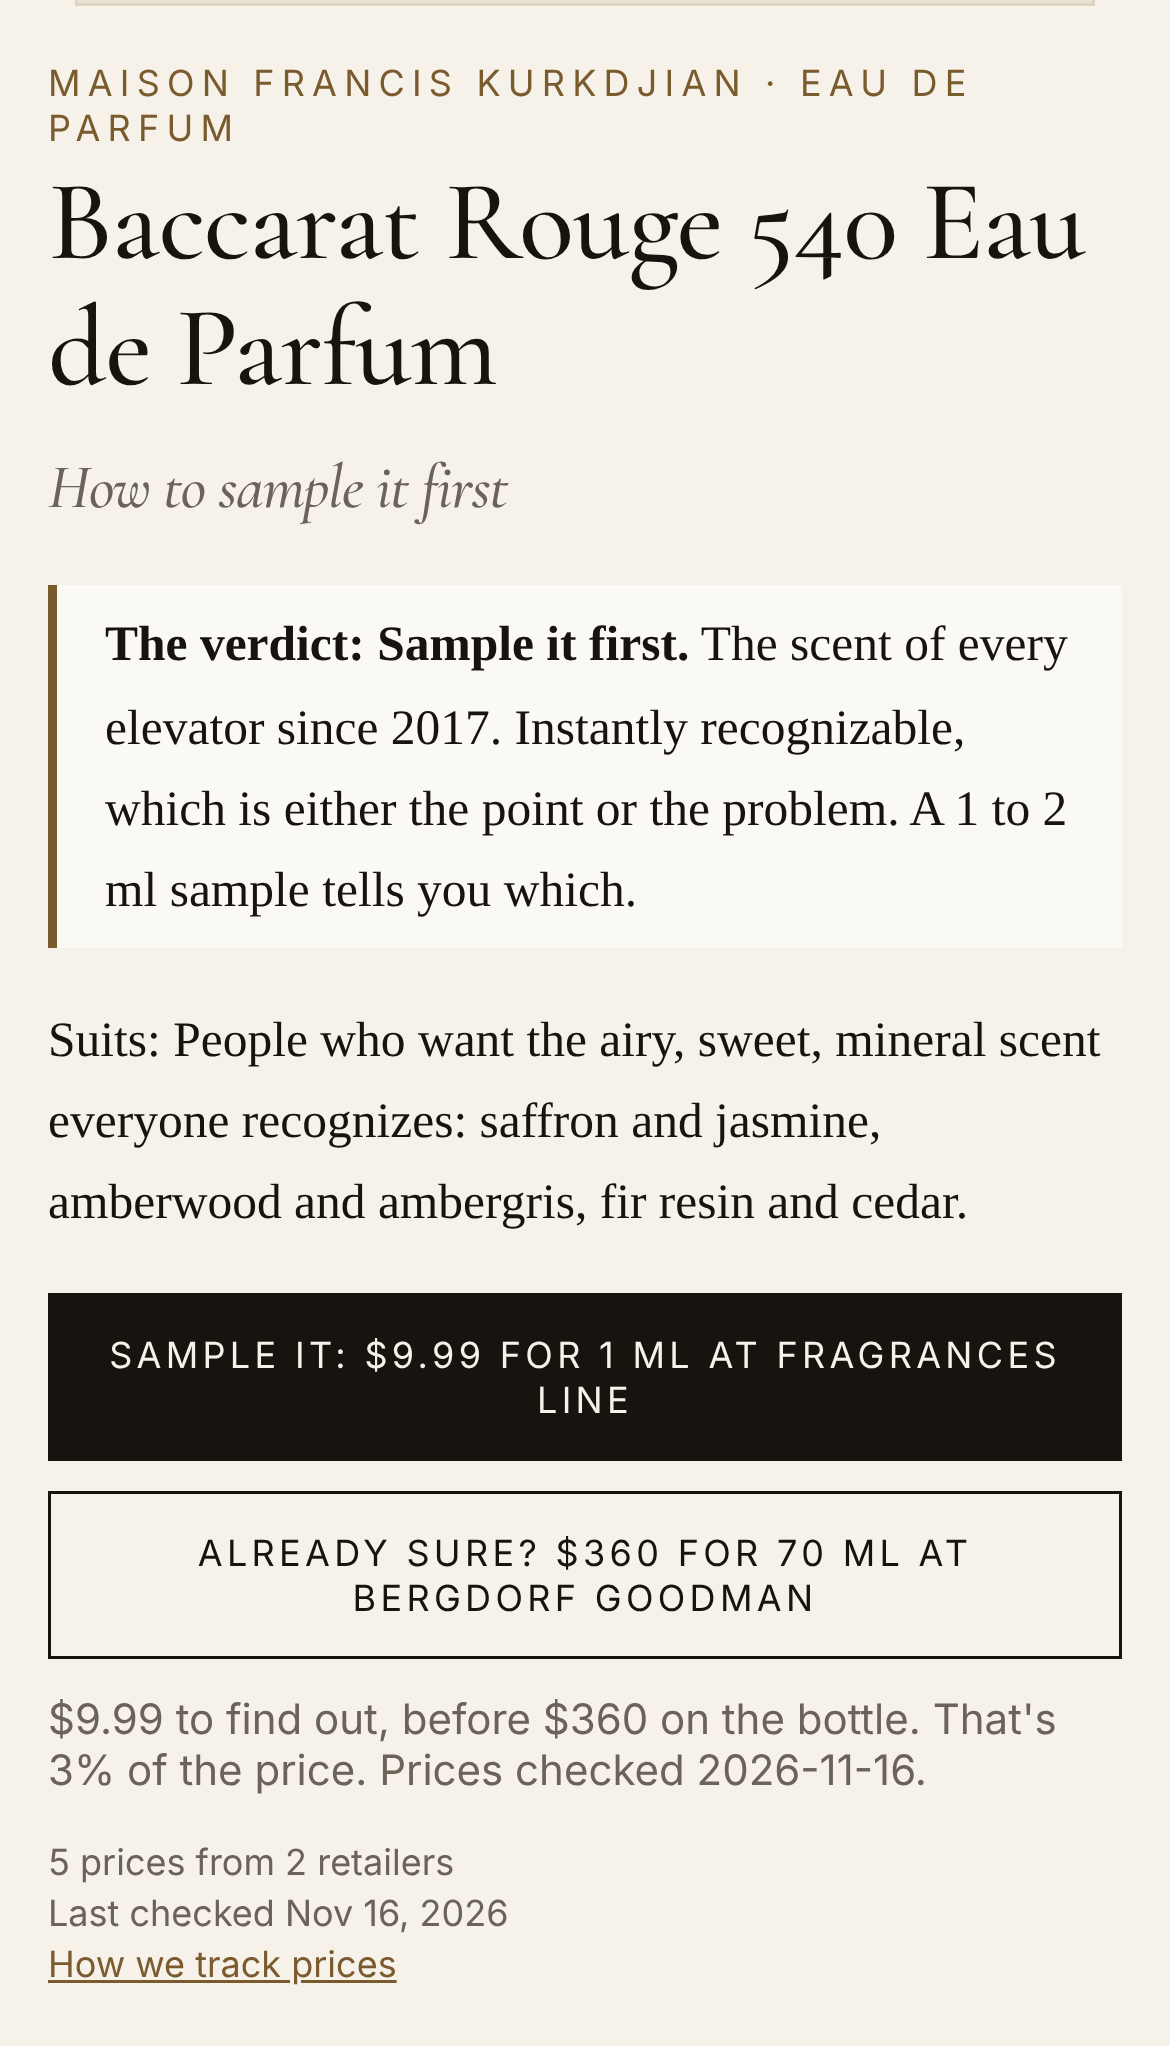 MAISON FRANCIS KURKDJIAN · EAU DE
PARFUM
Baccarat Rouge 540 Eau
de Parfum
How to sample it first
The verdict: Sample it first. The scent of every
elevator since 2017. Instantly recognizable,
which is either the point or the problem. A 1 to 2
ml sample tells you which.
Suits: People who want the airy, sweet, mineral scent
everyone recognizes: saffron and jasmine,
amberwood and ambergris, fir resin and cedar.
SAMPLE IT: $9.99 FOR 1 ML AT FRAGRANCES
LINE
ALREADY SURE? $360 FOR 70 ML AT
BERGDORF GOODMAN
$9.99 to find out, before $360 on the bottle. That's
3% of the price. Prices checked 2026-11-16.
5 prices from 2 retailers
Last checked Nov 16, 2026
How we track prices